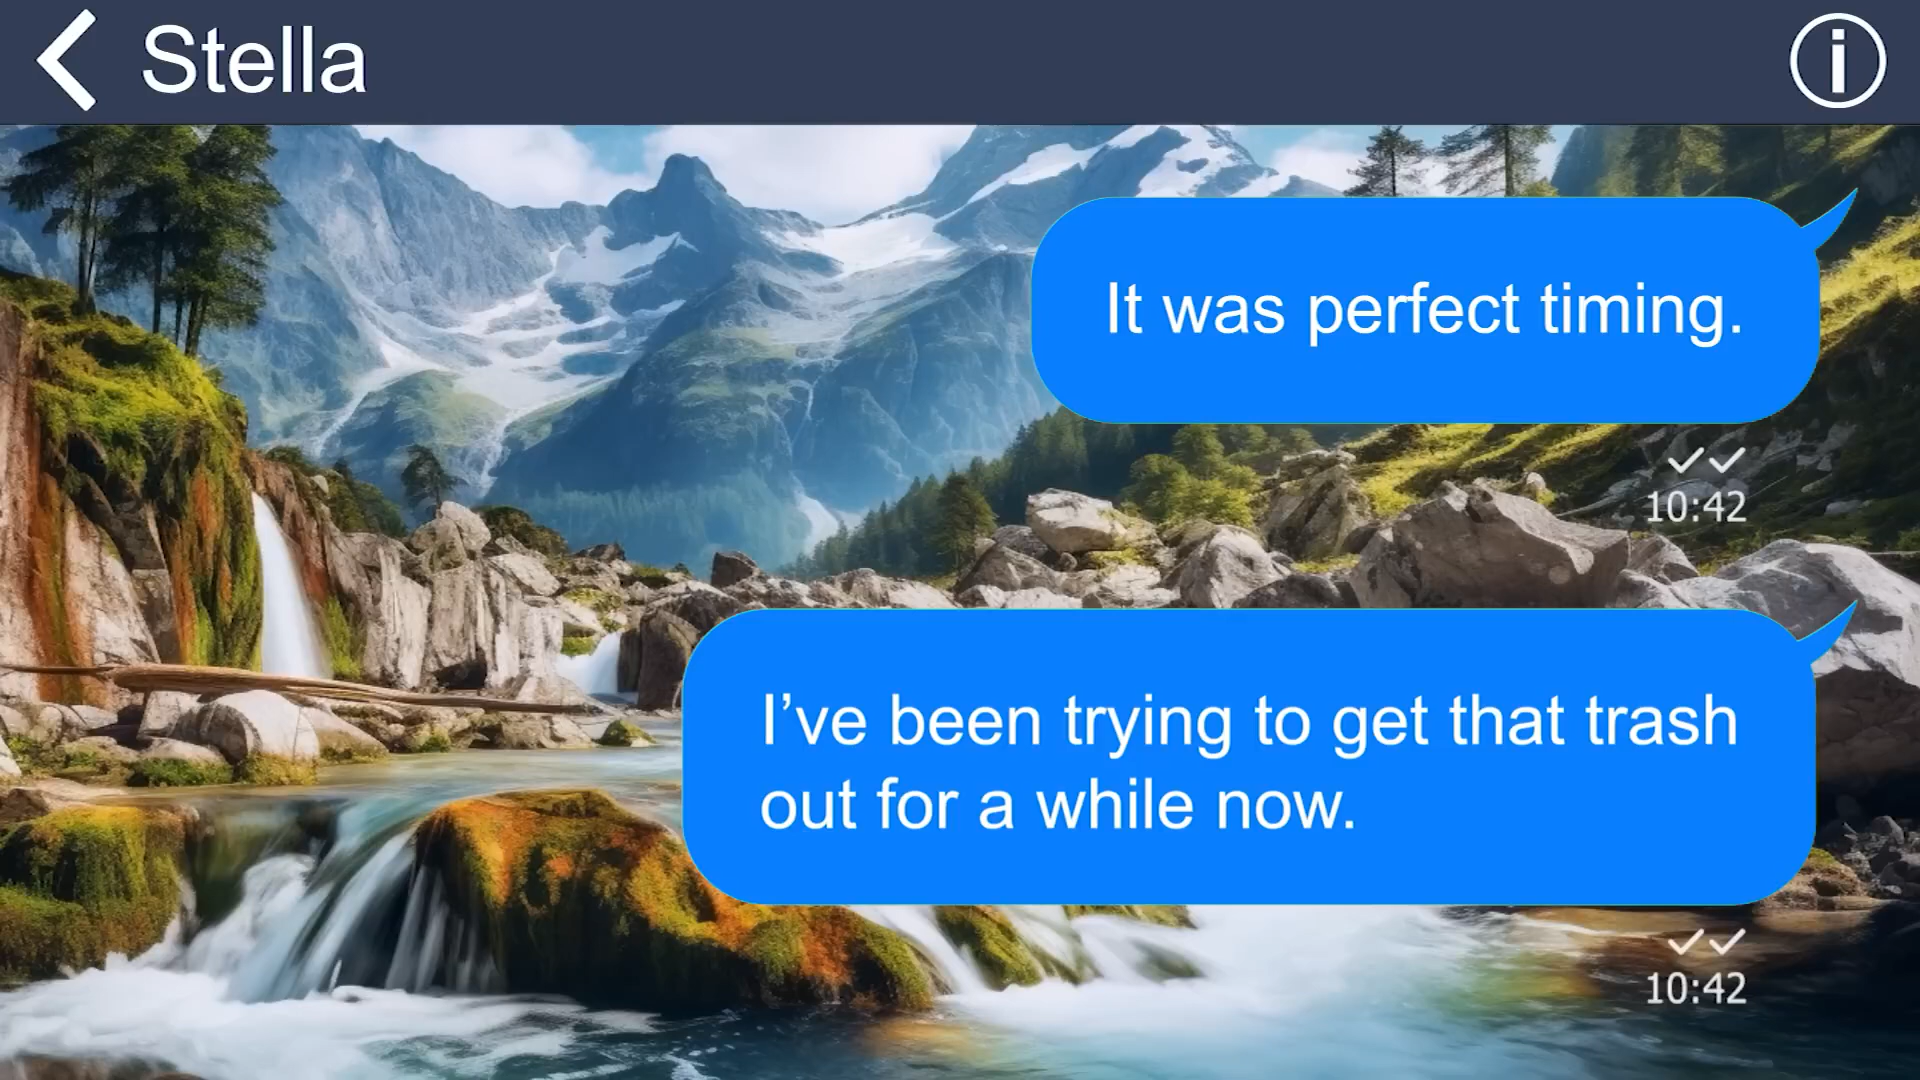 Stella
It was perfect timing.
10:42
I’ve been trying to get that trash
out for a while now.
10:42